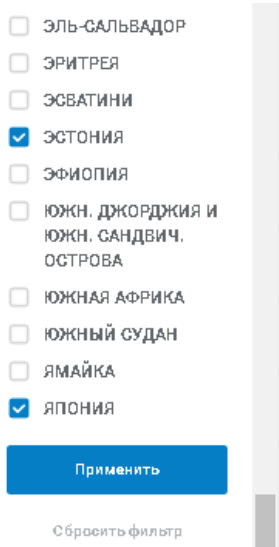 ЭЛЬ-САЛЬВАДОР
ЭРИТРЕЯ
ЭСВАТИНИ
ЭСТОНИЯ
ЭФИОПИЯ
ЮЖН. ДЖОРДЖИЯ И
ЮЖН. САНДВИЧ.
ОСТРОВА
ЮЖНАЯ АФРИКА
ЮЖНЫЙ СУДАН
ЯМАЙКА
ЯПОНИЯ
Применить
Сбросить фильтр